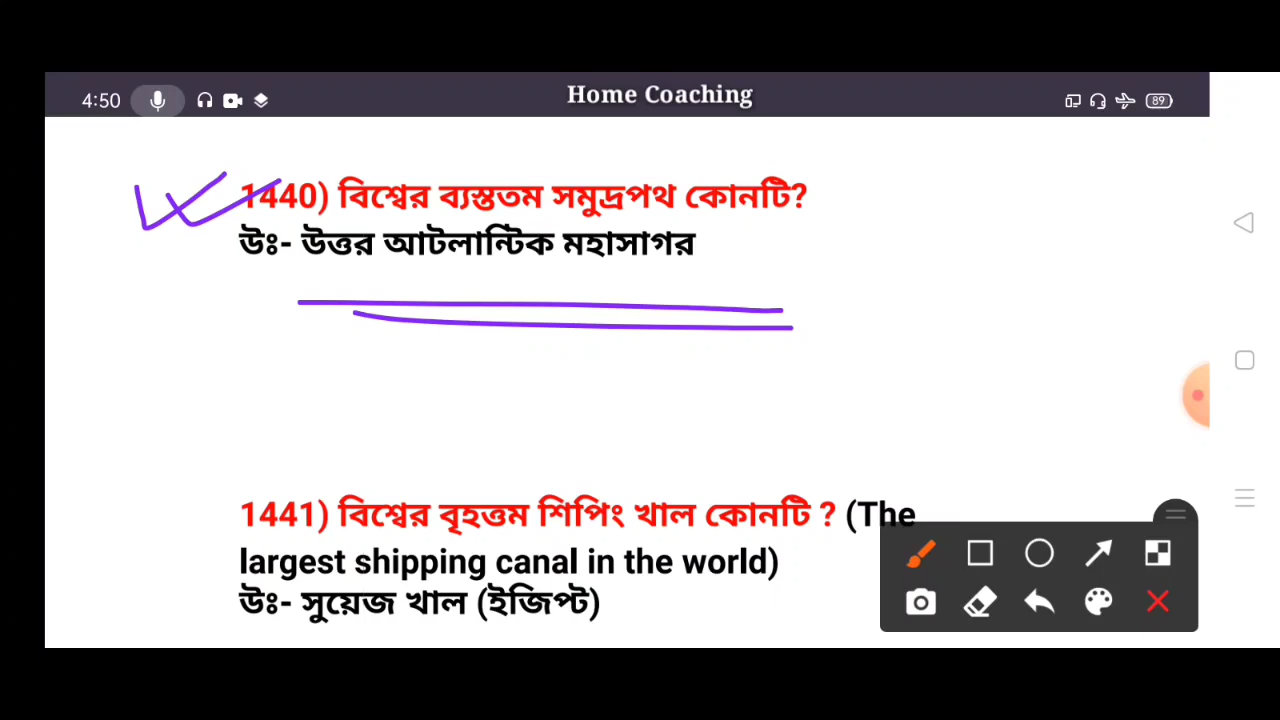 4:50
Home Coaching
89
1440) বিশ্বের ব্যস্ততম সমুদ্রপথ কোনটি?
উঃ- উত্তর আটলান্টিক মহাসাগর
1441) বিশ্বের বৃহত্তম শিপিং খাল কোনটি ? (The
largest shipping canal in the world)
উঃ- সুয়েজ খাল (ইজিপ্ট)